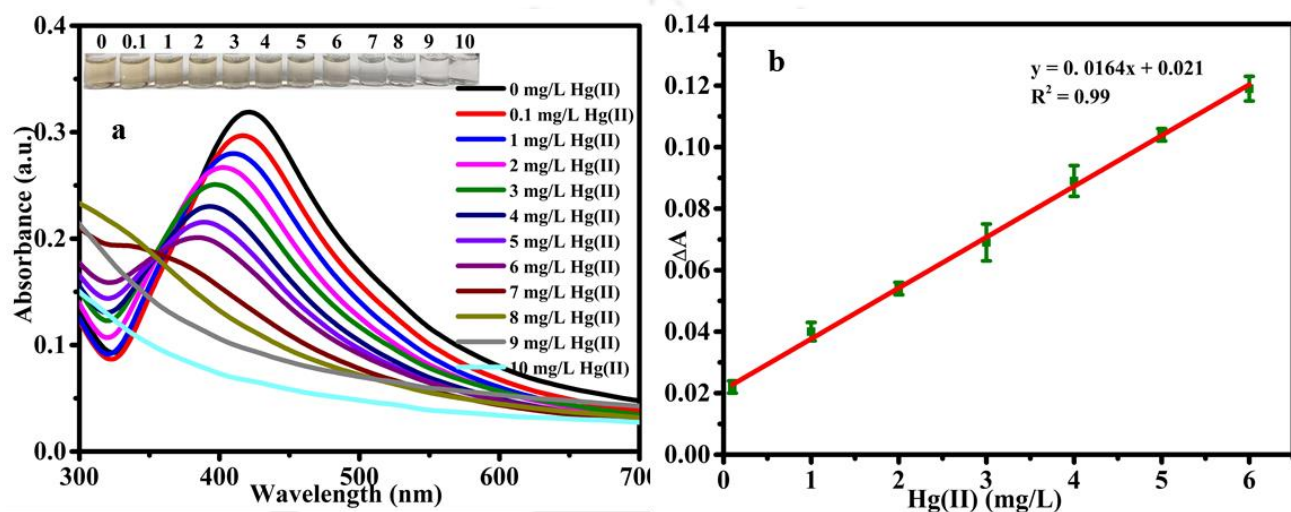 0 0.1 1 2 3 4 5 6 7 8 9 10
a
0 mg/L Hg(II)
0.1 mg/L Hg(II)
1 mg/L Hg(II)
2 mg/L Hg(II)
3 mg/L Hg(II)
4 mg/L Hg(II)
5 mg/L Hg(II)
6 mg/L Hg(II)
7 mg/L Hg(II)
8 mg/L Hg(II)
9 mg/L Hg(II)
10 mg/L Hg(II)
Absorbance (a.u.)
0.4
0.3
0.2
0.1
0.0
300 400 500 600 700
Wavelength (nm)
b
y = 0. 0164x + 0.021
R² = 0.99
ΔA
0.14
0.12
0.10
0.08
0.06
0.04
0.02
0.00
0 1 2 3 4 5 6
Hg(II) (mg/L)